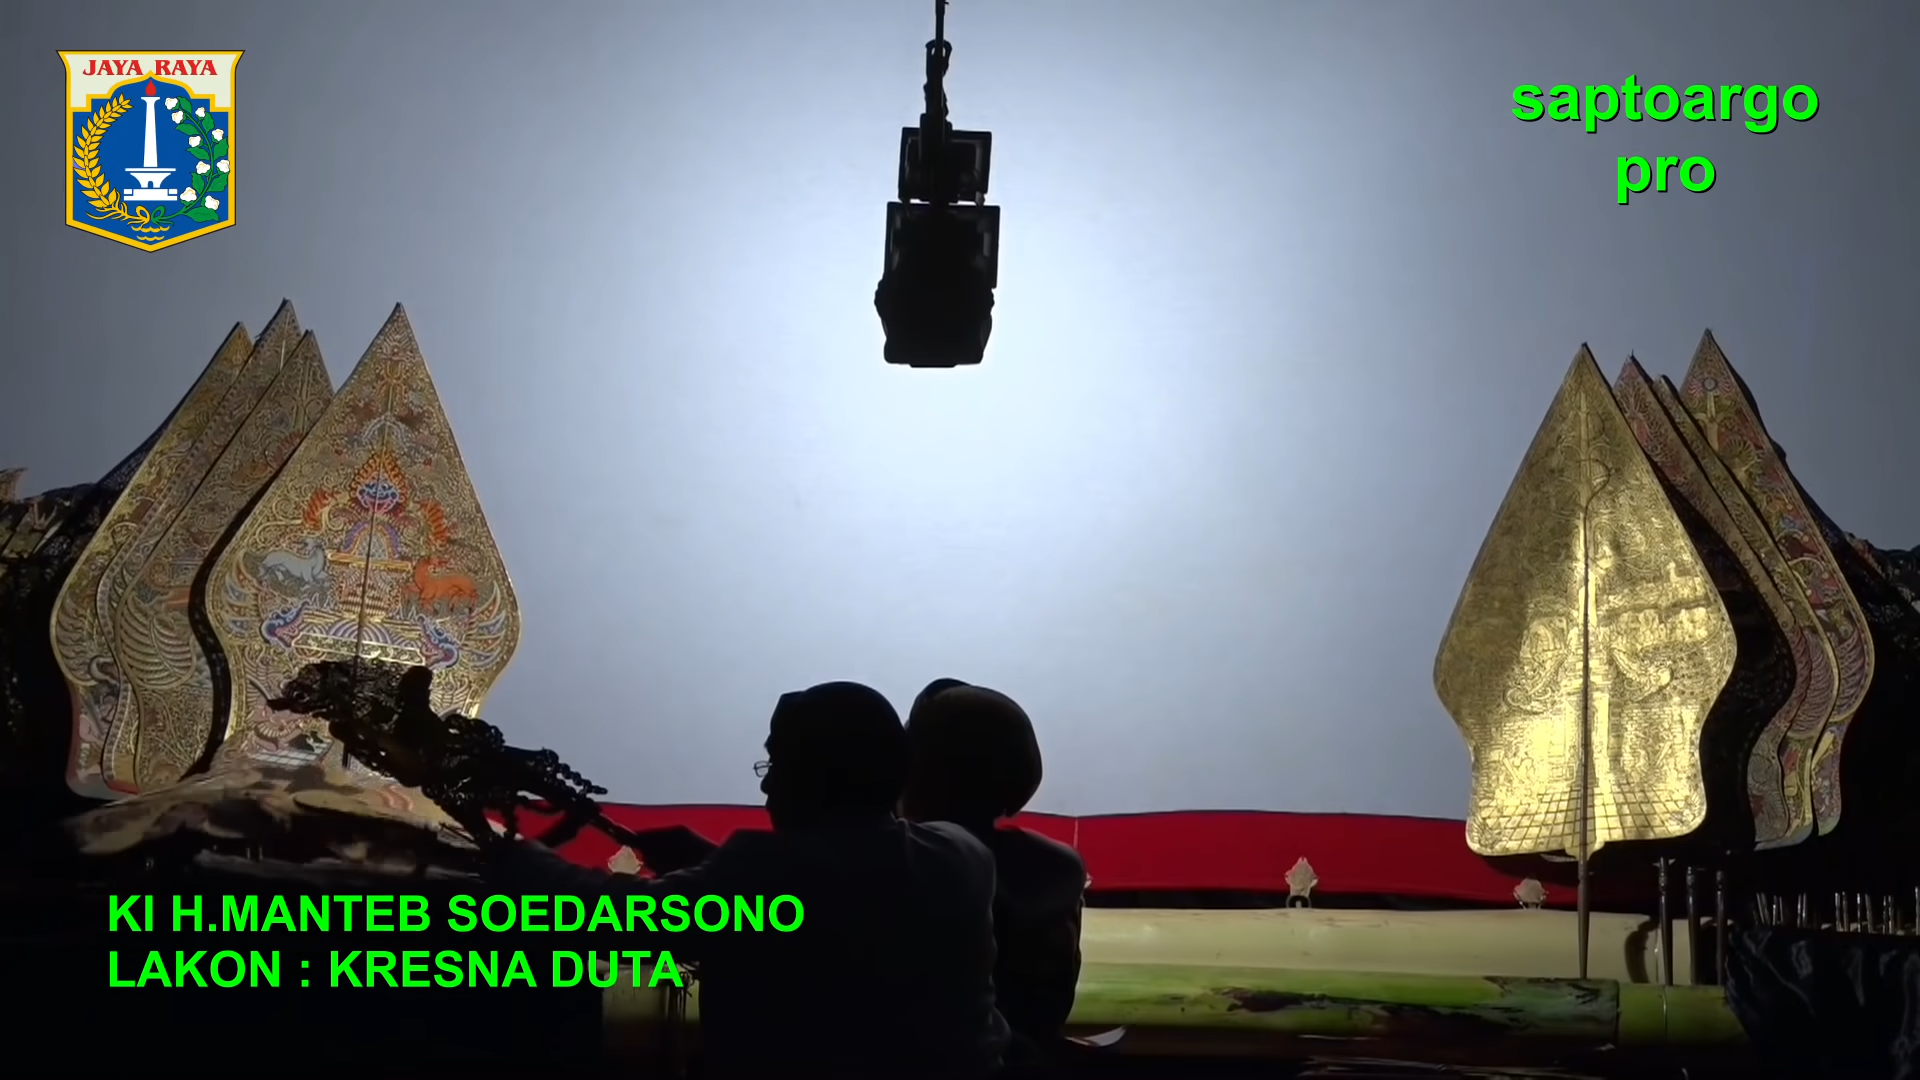 JAYA RAYA
saptoargo
pro
KI H.MANTEB SOEDARSONO
LAKON : KRESNA DUTA